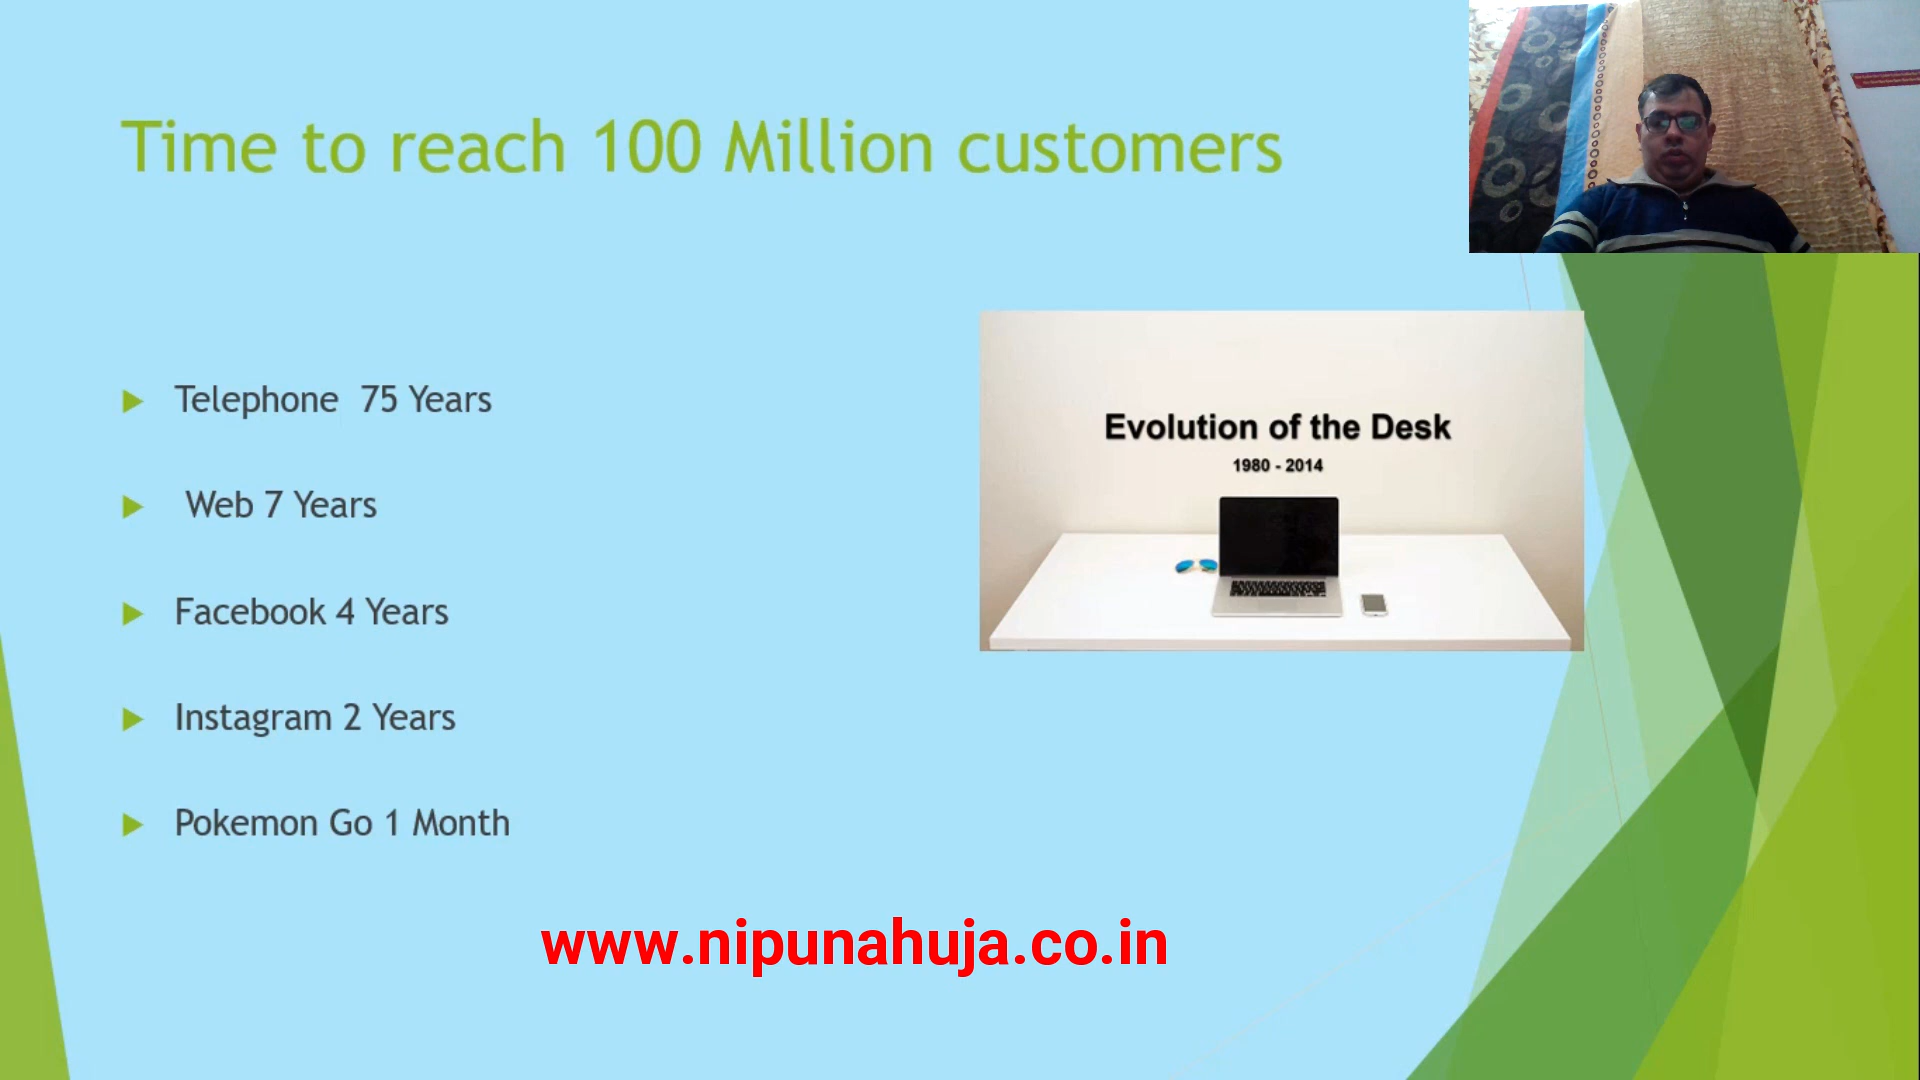 Time to reach 100 Million customers
Telephone 75 Years
Web 7 Years
Facebook 4 Years
Instagram 2 Years
Pokemon Go 1 Month
Evolution of the Desk
1980 - 2014
www.nipunahuja.co.in